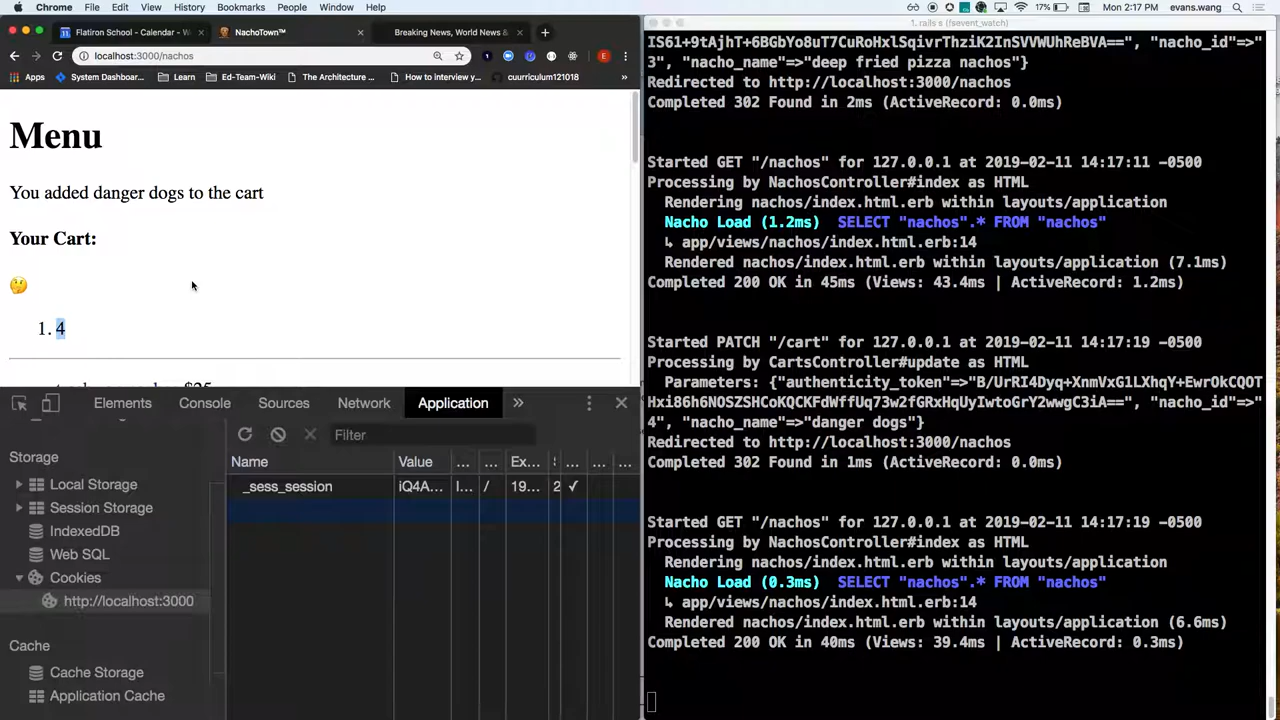 Chrome File Edit View History Bookmarks People Window Help
17% Mon 2:17 PM evans.wang
Flatiron School - Calendar - W
NachoTown™
Breaking News, World News &
localhost:3000/nachos
Apps System Dashboar... Learn Ed-Team-Wiki The Architecture ... How to interview y... cuurriculum121018
Menu
You added danger dogs to the cart
Your Cart:
🤔
1. 4
Elements Console Sources Network Application »
Filter
Storage
Local Storage
Session Storage
IndexedDB
Web SQL
Cookies
http://localhost:3000
Cache
Cache Storage
Application Cache
Name Value ... ... Ex... ... ... ...
_sess_session iQ4A... l... / 19... 2 ✓
1. rails s (fsevent_watch)
IS61+9tAjhT+6BGbYo8uT7CuRoHxlSqivrThziK2InSVVWUhReBVA==", "nacho_id"=>"
3", "nacho_name"=>"deep fried pizza nachos"}
Redirected to http://localhost:3000/nachos
Completed 302 Found in 2ms (ActiveRecord: 0.0ms)
Started GET "/nachos" for 127.0.0.1 at 2019-02-11 14:17:11 -0500
Processing by NachosController#index as HTML
Rendering nachos/index.html.erb within layouts/application
Nacho Load (1.2ms) SELECT "nachos".* FROM "nachos"
↳ app/views/nachos/index.html.erb:14
Rendered nachos/index.html.erb within layouts/application (7.1ms)
Completed 200 OK in 45ms (Views: 43.4ms | ActiveRecord: 1.2ms)
Started PATCH "/cart" for 127.0.0.1 at 2019-02-11 14:17:19 -0500
Processing by CartsController#update as HTML
Parameters: {"authenticity_token"=>"B/UrRI4Dyq+XnmVxG1LXhqY+EwrOkCQOT
Hxi86h6NOSZSHCoKQCKFdWffUq73w2fGRxHqUyIwtoGrY2wwgC3iA==", "nacho_id"=>"
4", "nacho_name"=>"danger dogs"}
Redirected to http://localhost:3000/nachos
Completed 302 Found in 1ms (ActiveRecord: 0.0ms)
Started GET "/nachos" for 127.0.0.1 at 2019-02-11 14:17:19 -0500
Processing by NachosController#index as HTML
Rendering nachos/index.html.erb within layouts/application
Nacho Load (0.3ms) SELECT "nachos".* FROM "nachos"
↳ app/views/nachos/index.html.erb:14
Rendered nachos/index.html.erb within layouts/application (6.6ms)
Completed 200 OK in 40ms (Views: 39.4ms | ActiveRecord: 0.3ms)